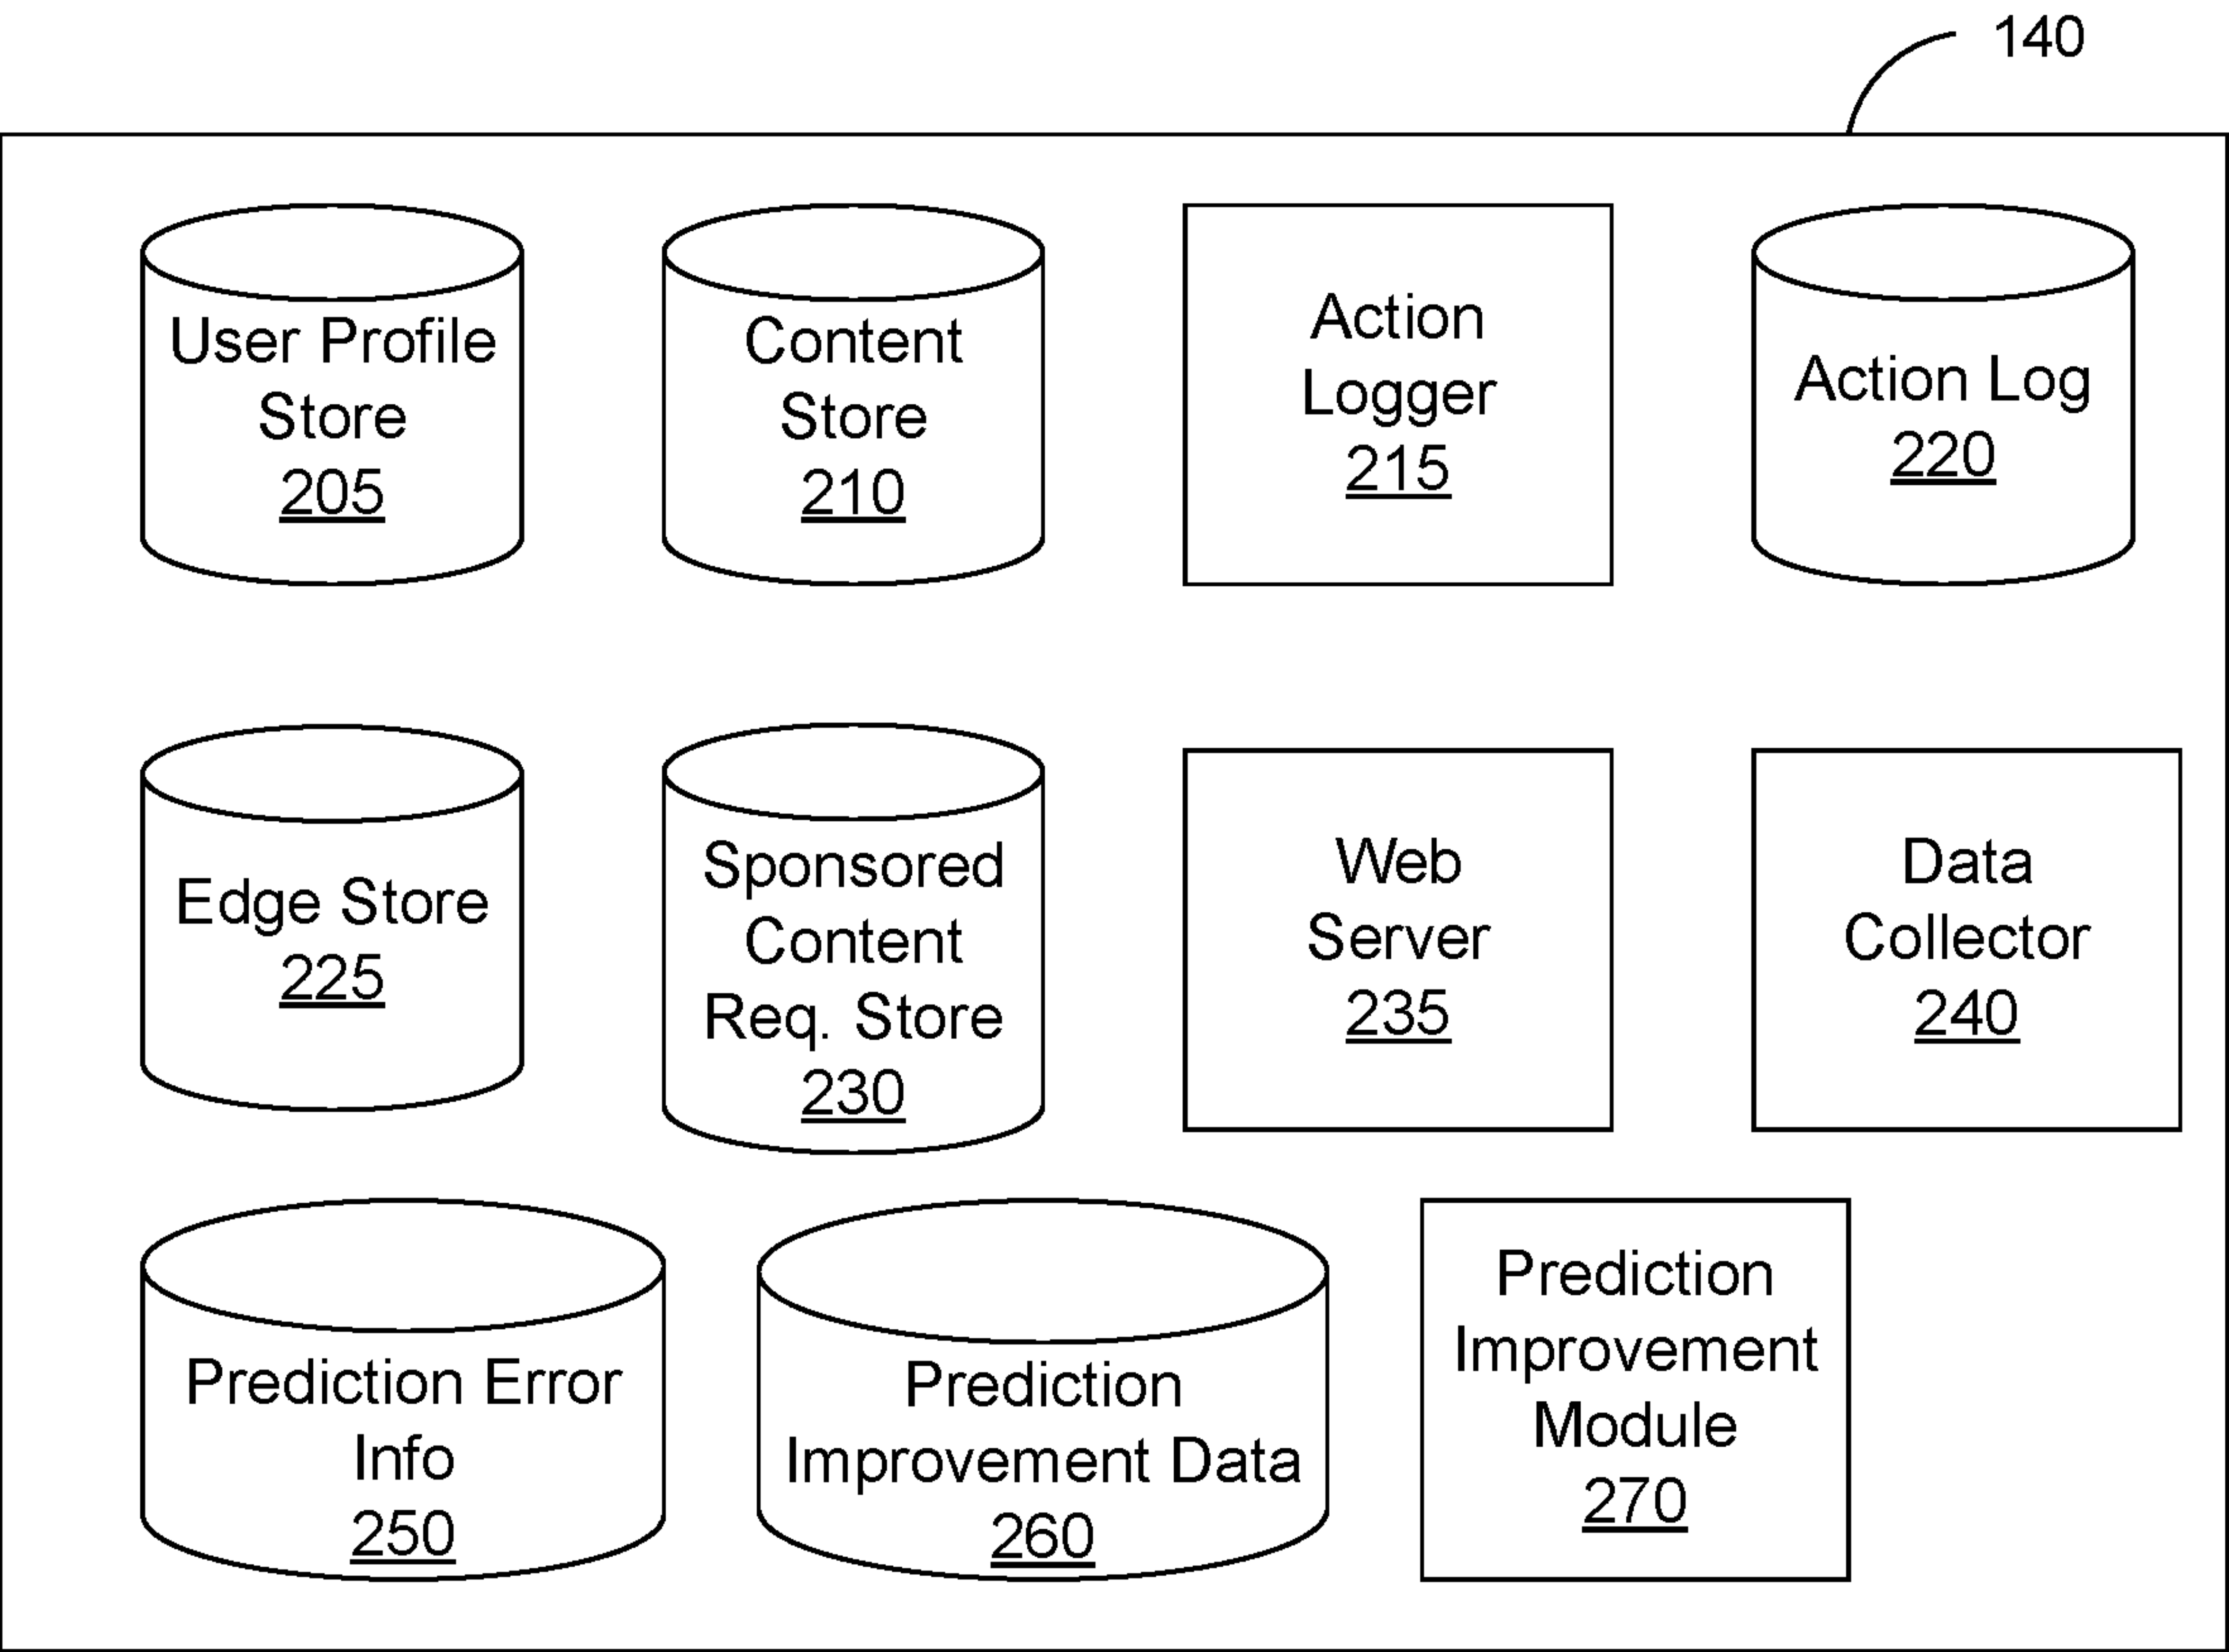 140
User Profile
Store
205
Content
Store
210
Action
Logger
215
Action Log
220
Edge Store
225
Sponsored
Content
Req. Store
230
Web
Server
235
Data
Collector
240
Prediction Error
Info
250
Prediction
Improvement Data
260
Prediction
Improvement
Module
270